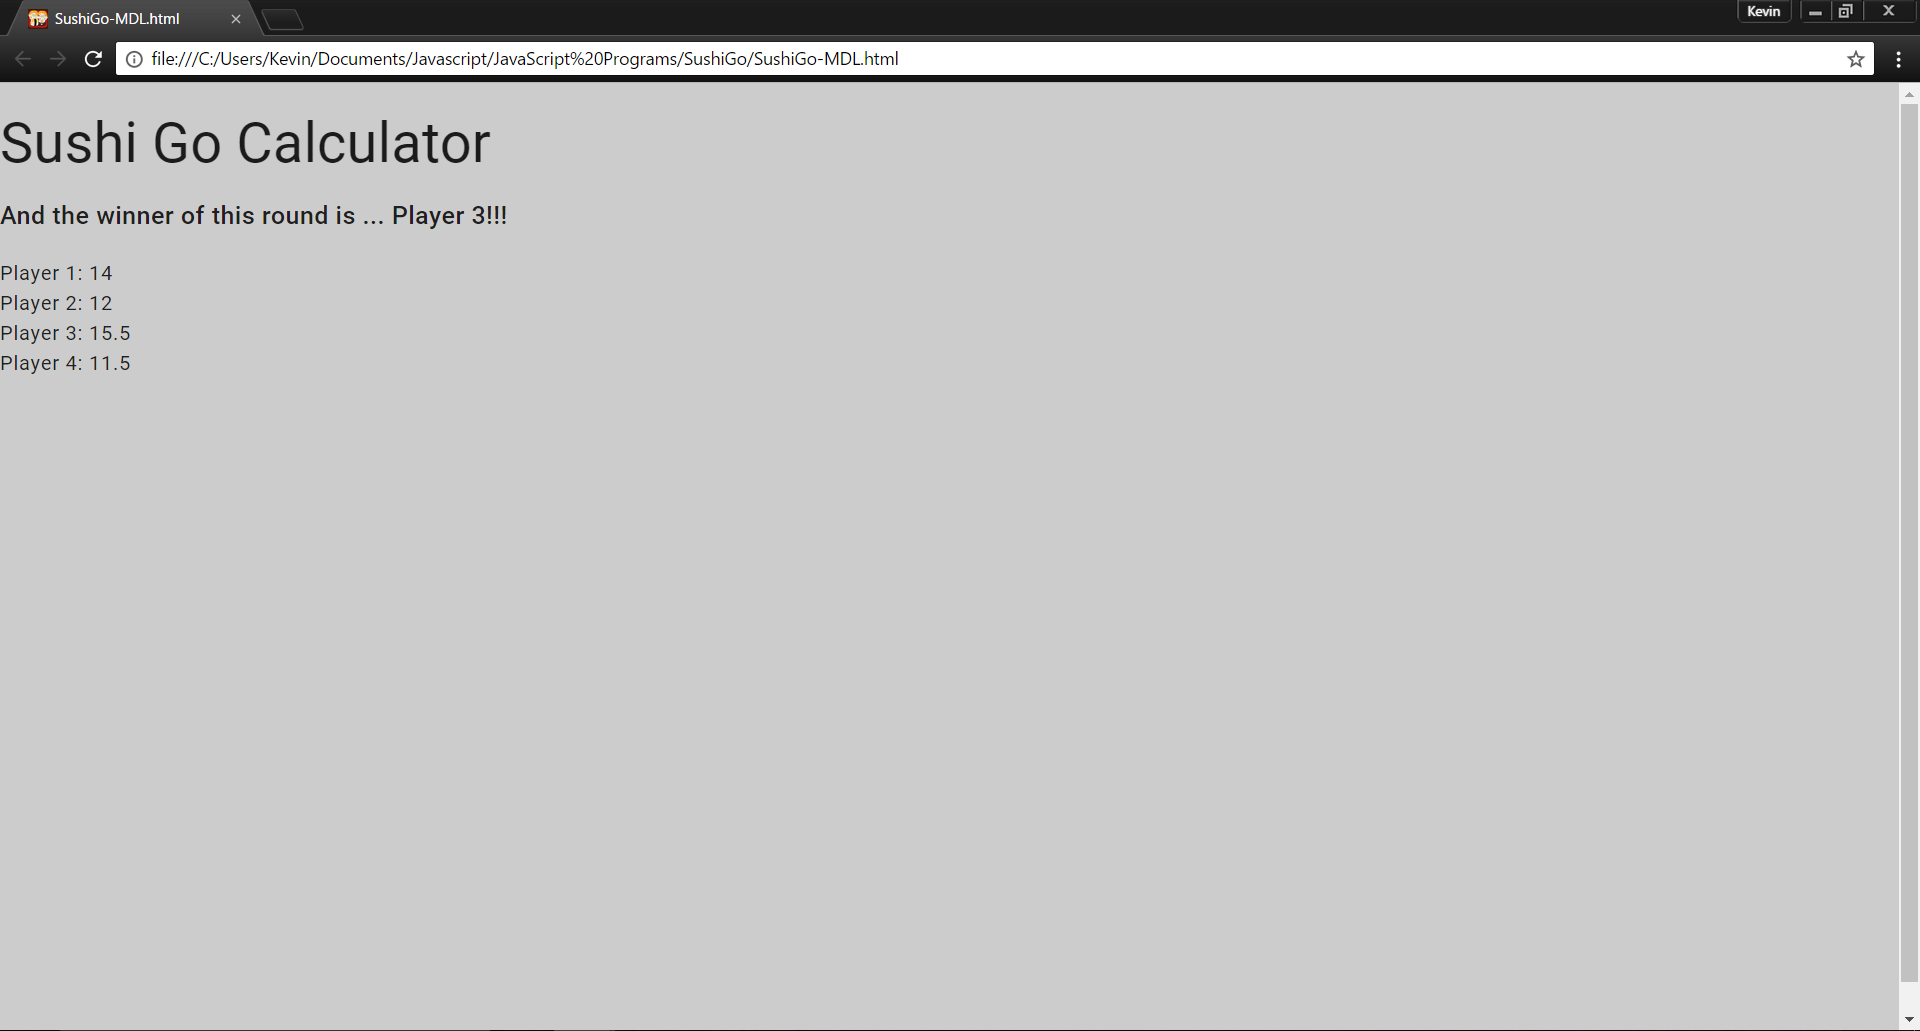 SushiGo-MDL.html
Kevin
file:///C:/Users/Kevin/Documents/Javascript/JavaScript%20Programs/SushiGo/SushiGo-MDL.html
Sushi Go Calculator
And the winner of this round is ... Player 3!!!
Player 1: 14
Player 2: 12
Player 3: 15.5
Player 4: 11.5